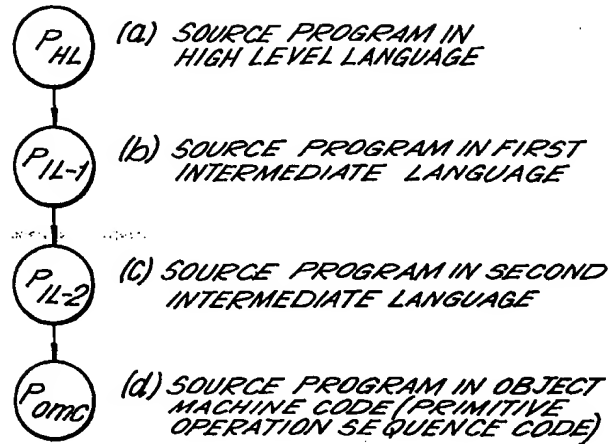 P_HL (a) SOURCE PROGRAM IN
HIGH LEVEL LANGUAGE
P_IL-1 (b) SOURCE PROGRAM IN FIRST
INTERMEDIATE LANGUAGE
P_IL-2 (c) SOURCE PROGRAM IN SECOND
INTERMEDIATE LANGUAGE
P_omc (d) SOURCE PROGRAM IN OBJECT
MACHINE CODE (PRIMITIVE
OPERATION SEQUENCE CODE)